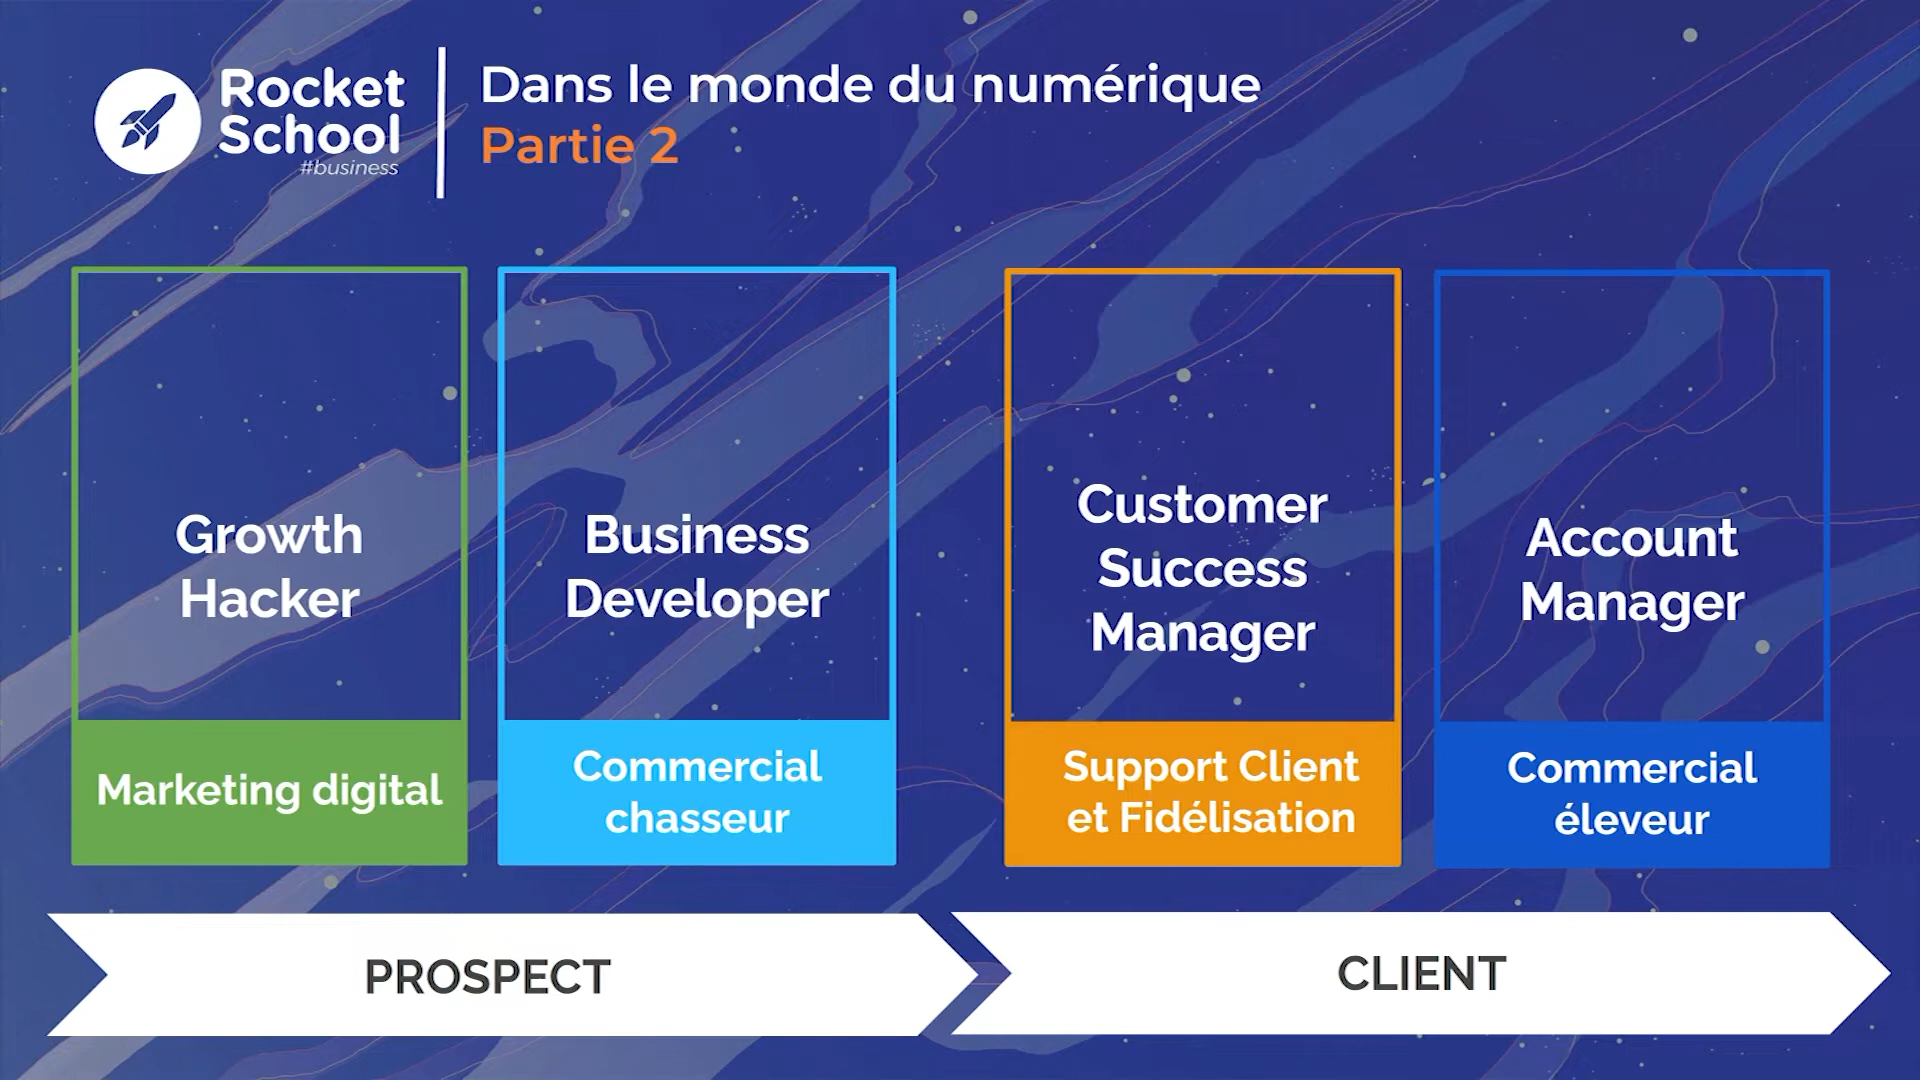 Rocket
School
#business
Dans le monde du numérique
Partie 2
Growth
Hacker
Marketing digital
Business
Developer
Commercial
chasseur
Customer
Success
Manager
Support Client
et Fidélisation
Account
Manager
Commercial
éleveur
PROSPECT
CLIENT